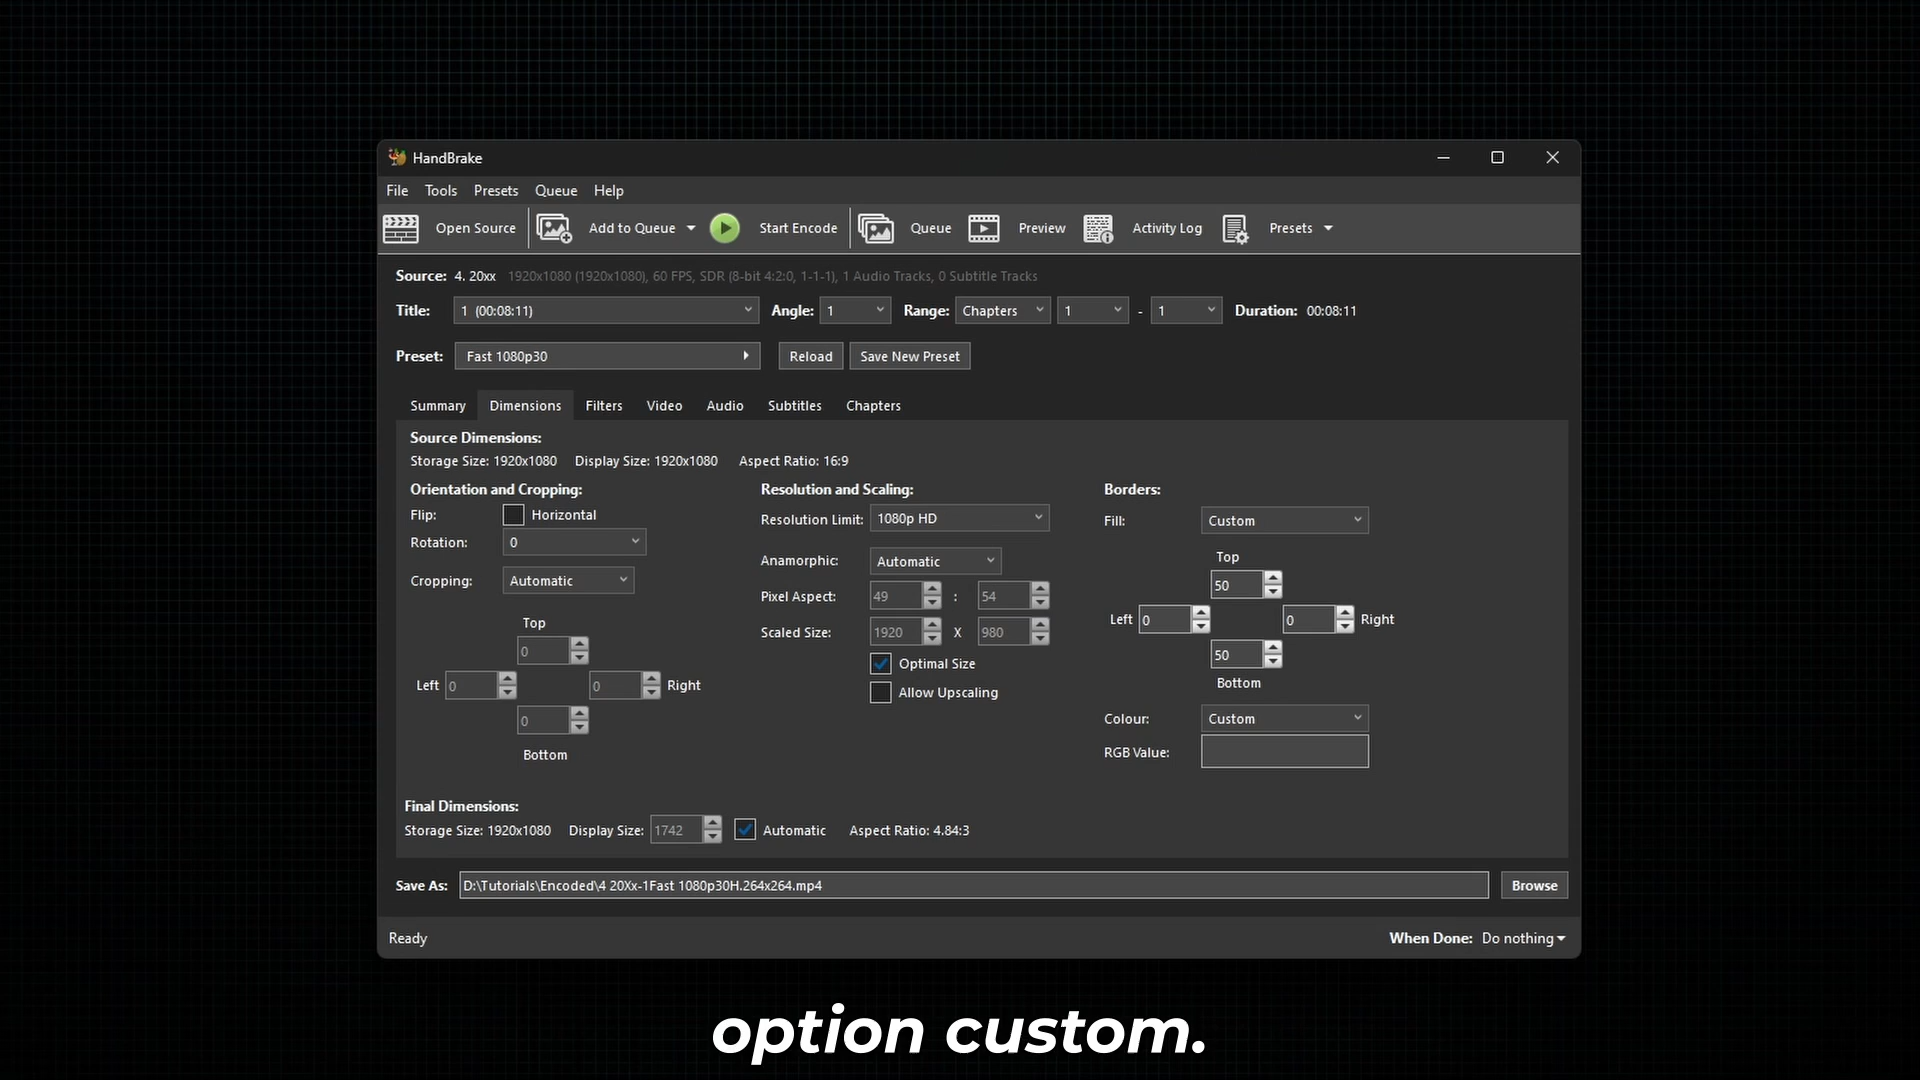 HandBrake
File Tools Presets Queue Help
Open Source Add to Queue Start Encode Queue Preview Activity Log Presets
Source: 4. 20xx 1920x1080 (1920x1080), 60 FPS, SDR (8-bit 4:2:0, 1-1-1), 1 Audio Tracks, 0 Subtitle Tracks
Title: 1 (00:08:11) Angle: 1 Range: Chapters 1 - 1 Duration: 00:08:11
Preset: Fast 1080p30 Reload Save New Preset
Summary Dimensions Filters Video Audio Subtitles Chapters
Source Dimensions:
Storage Size: 1920x1080 Display Size: 1920x1080 Aspect Ratio: 16:9
Orientation and Cropping:
Flip: Horizontal
Rotation: 0
Cropping: Automatic
Top
0
Left 0 0 Right
0
Bottom
Resolution and Scaling:
Resolution Limit: 1080p HD
Anamorphic: Automatic
Pixel Aspect: 49 : 54
Scaled Size: 1920 X 980
Optimal Size
Allow Upscaling
Borders:
Fill: Custom
Top
50
Left 0 0 Right
50
Bottom
Colour: Custom
RGB Value:
Final Dimensions:
Storage Size: 1920x1080 Display Size: 1742 Automatic Aspect Ratio: 4.84:3
Save As: D:\Tutorials\Encoded\4 20Xx-1Fast 1080p30H.264x264.mp4 Browse
Ready When Done: Do nothing
option custom.